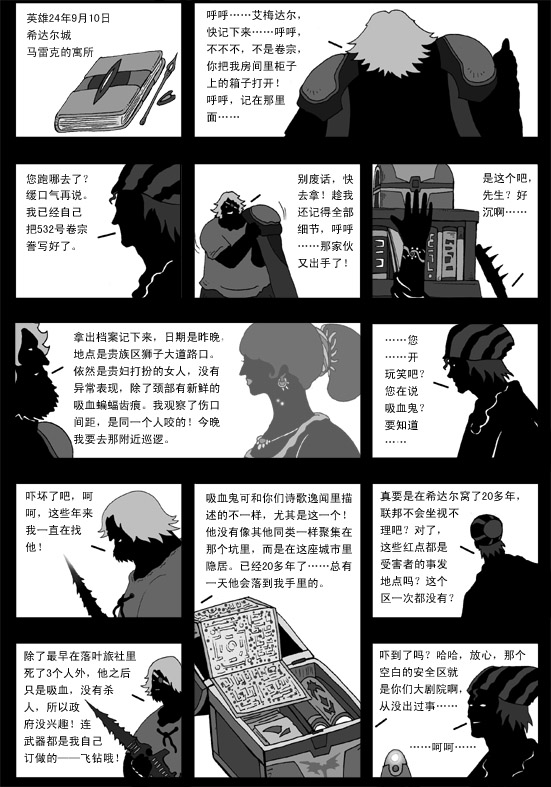 英雄24年9月10日
希达尔城
马雷克的寓所
呼呼……艾梅达尔，
快记下来……呼呼，
不不不，不是卷宗，
你把我房间里柜子
上的箱子打开！
呼呼，记在那里
面……
您跑哪去了？
缓口气再说。
我已经自己
把532号卷宗
誊写好了。
别废话，快
去拿！趁我
还记得全部
细节，呼呼
……那家伙
又出手了！
是这个吧，
先生？好
沉啊……
拿出档案记下来，日期是昨晚，
地点是贵族区狮子大道路口。
依然是贵妇打扮的女人，没有
异常表现，除了颈部有新鲜的
吸血蝙蝠齿痕。我观察了伤口
间距，是同一个人咬的！今晚
我要去那附近巡逻。
……您
……开
玩笑吧？
您在说
吸血鬼？
要知道
……
吓坏了吧，呵
呵，这些年来
我一直在找
他！
吸血鬼可和你们诗歌逸闻里描
述的不一样，尤其是这一个！
他没有像其他同类一样聚集在
那个坑里，而是在这座城市里
隐居。已经20多年了……总有
一天他会落到我手里的。
真要是在希达尔窝了20多年，
联邦不会坐视不
理吧？对了，
这些红点都是
受害者的事发
地点吗？这个
区一次都没有？
除了最早在落叶旅社里
死了3个人外，他之后
只是吸血，没有杀
人，所以政
府没兴趣！连
武器都是我自己
订做的——飞钻哦！
吓到了吗？哈哈，放心，那个
空白的安全区就
是你们大剧院啊，
从没出过事……
……呵呵……